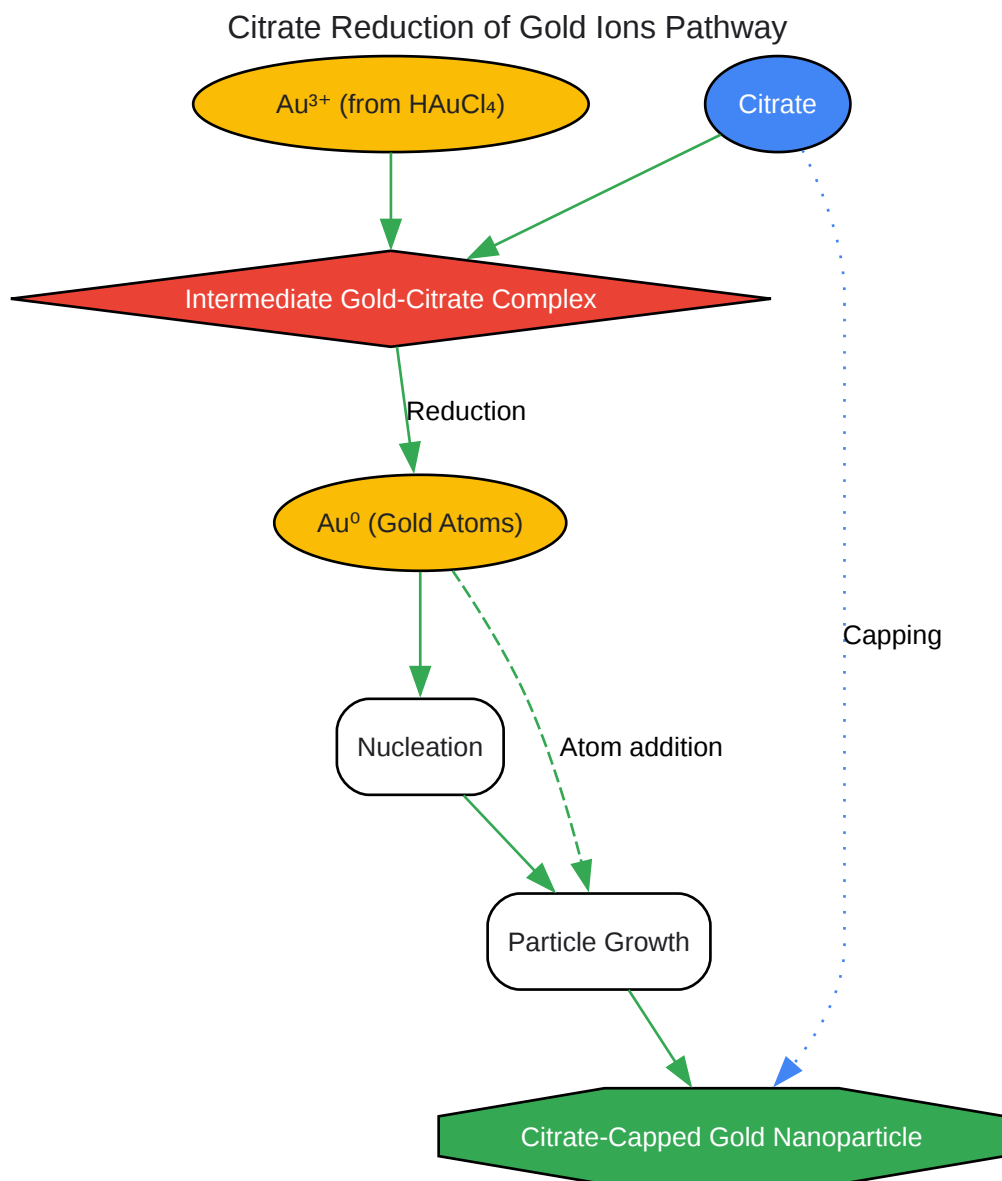 Citrate Reduction of Gold Ions Pathway
Au³⁺ (from HAuCl₄)
Citrate
Intermediate Gold-Citrate Complex
Reduction
Au⁰ (Gold Atoms)
Capping
Nucleation
Atom addition
Particle Growth
Citrate-Capped Gold Nanoparticle